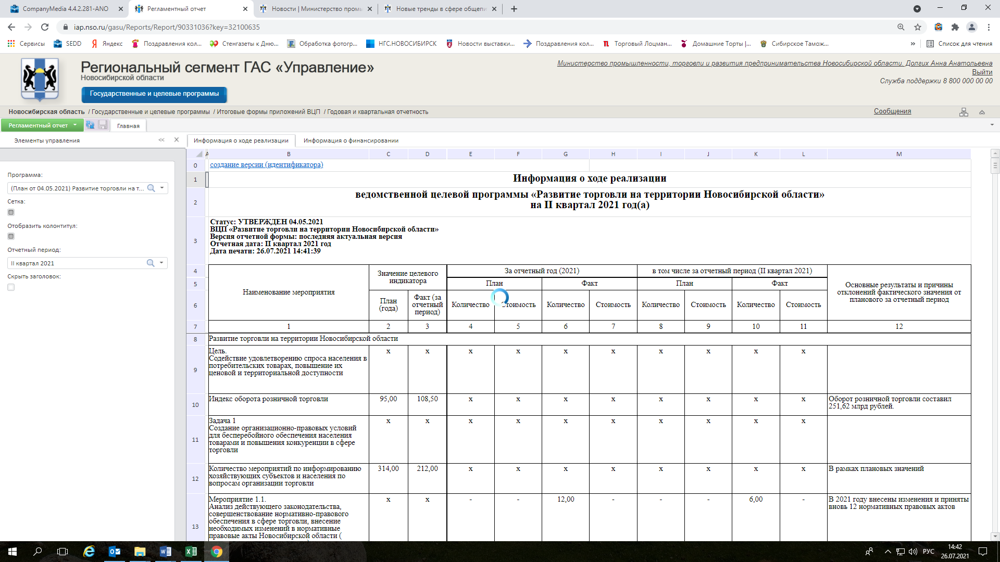 CompanyMedia 4.4.2.281-ANO
Регламентный отчет
Новости | Министерство промы
Новые тренды в сфере общепи
iap.nso.ru/gasu/Reports/Report/90331036?key=32100635
Сервисы
SEDD
Яндекс
Поздравления кол...
Стенгазеты к Дню...
Обработка фотогр...
НГС.НОВОСИБИРСК
Новости выставки...
Поздравления кол...
Торговый Лоцман...
Домашние Торты |...
Сибирское Тамож...
»
Список для чтения
Региональный сегмент ГАС «Управление»
Новосибирской области
Государственные и целевые программы
Министерство промышленности, торговли и развития предпринимательства Новосибирской области, Долгих Анна Анатольевна
Выйти
Служба поддержки 8 800 000 00 00
Новосибирская область / Государственные и целевые программы / Итоговые формы приложений ВЦП / Годовая и квартальная отчетность
Сообщения
Регламентный отчет
Главная
Элементы управления
Информация о ходе реализации
Информация о финансировании
Программа:
(План от 04.05.2021) Развитие торговли на т...
Сетка:
Отобразить колонтитул:
Отчетный период:
II квартал 2021
Скрыть заголовок:
A B C D E F G H I J K L M
0 создание версии (идентификатора)
1 Информация о ходе реализации
2 ведомственной целевой программы «Развитие торговли на территории Новосибирской области»
на II квартал 2021 год(а)
3
Статус: УТВЕРЖДЕН 04.05.2021
ВЦП «Развитие торговли на территории Новосибирской области»
Версия отчетной формы: последняя актуальная версия
Отчетная дата: II квартал 2021 год
Дата печати: 26.07.2021 14:41:39
4
5
6
Наименование мероприятия
Значение целевого
индикатора
План
(года)
Факт (за
отчетный
период)
За отчетный год (2021)
в том числе за отчетный период (II квартал 2021)
План Факт План Факт
Количество Стоимость Количество Стоимость Количество Стоимость Количество Стоимость
Основные результаты и причины
отклонений фактического значения от
планового за отчетный период
7 1 2 3 4 5 6 7 8 9 10 11 12
8 Развитие торговли на территории Новосибирской области
9
Цель.
Содействие удовлетворению спроса населения в
потребительских товарах, повышение их
ценовой и территориальной доступности
x x x x x x x x x x
10 Индекс оборота розничной торговли 95,00 108,50 x x x x x x x x
Оборот розничной торговли составил
251,62 млрд рублей.
11
Задача 1
Создание организационно-правовых условий
для бесперебойного обеспечения населения
товарами и повышения конкуренции в сфере
торговли
x x x x x x x x x x
12
Количество мероприятий по информированию
хозяйствующих субъектов и населения по
вопросам организации торговли
314,00 212,00 x x x x x x x x
В рамках плановых значений
13
Мероприятие 1.1.
Анализ действующего законодательства,
совершенствование нормативно-правового
обеспечения в сфере торговли, внесение
необходимых изменений в нормативные
правовые акты Новосибирской области (
x x - - 12,00 - - - 6,00 -
В 2021 году внесены изменения и приняты
вновь 12 нормативных правовых актов
РУС
14:42
26.07.2021